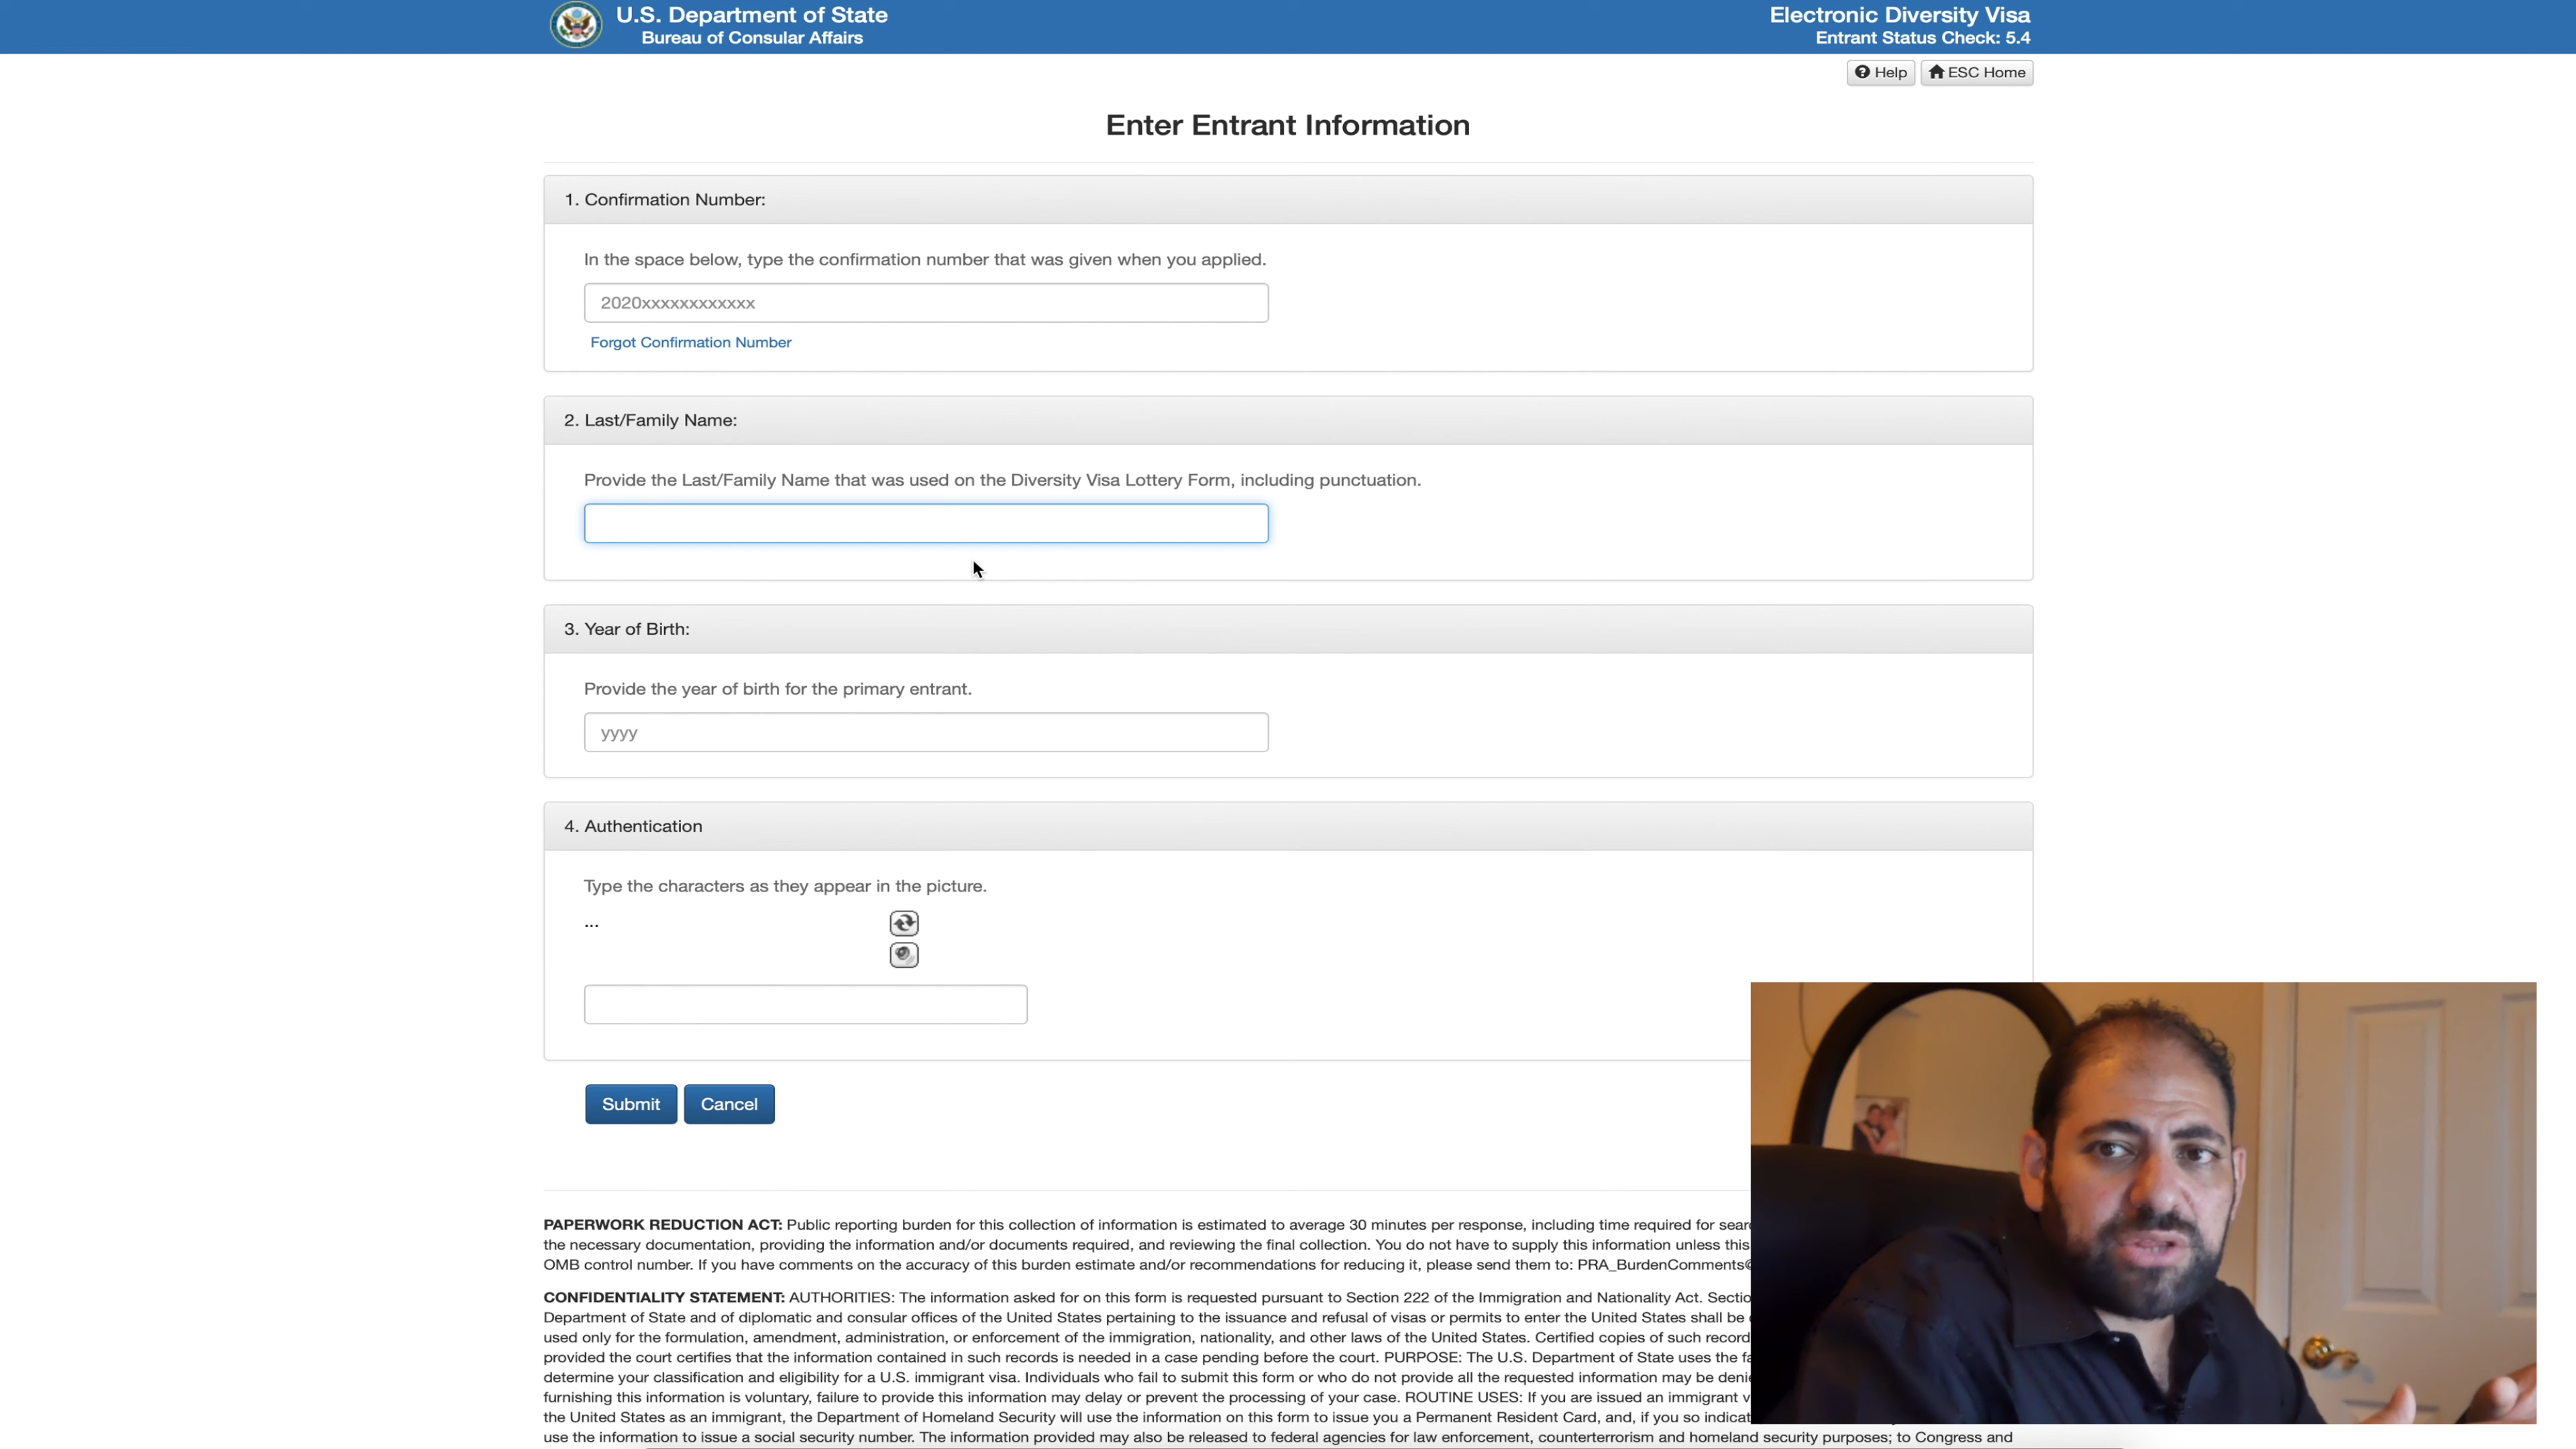 U.S. Department of State
Bureau of Consular Affairs
Electronic Diversity Visa
Entrant Status Check: 5.4
Help
ESC Home
Enter Entrant Information
1. Confirmation Number:
In the space below, type the confirmation number that was given when you applied.
2020xxxxxxxxxxxx
Forgot Confirmation Number
2. Last/Family Name:
Provide the Last/Family Name that was used on the Diversity Visa Lottery Form, including punctuation.
3. Year of Birth:
Provide the year of birth for the primary entrant.
yyyy
4. Authentication
Type the characters as they appear in the picture.
...
Submit
Cancel
PAPERWORK REDUCTION ACT: Public reporting burden for this collection of information is estimated to average 30 minutes per response, including time required for
the necessary documentation, providing the information and/or documents required, and reviewing the final collection. You do not have to supply this information unless this
OMB control number. If you have comments on the accuracy of this burden estimate and/or recommendations for reducing it, please send them to: PRA_BurdenComments@
CONFIDENTIALITY STATEMENT: AUTHORITIES: The information asked for on this form is requested pursuant to Section 222 of the Immigration and Nationality Act.
Department of State and of diplomatic and consular offices of the United States pertaining to the issuance and refusal of visas or permits to enter the United States shall be
used only for the formulation, amendment, administration, or enforcement of the immigration, nationality, and other laws of the United States. Certified copies of such
provided the court certifies that the information contained in such records is needed in a case pending before the court. PURPOSE: The U.S. Department of State uses the
determine your classification and eligibility for a U.S. immigrant visa. Individuals who fail to submit this form or who do not provide all the requested information may be
furnishing this information is voluntary, failure to provide this information may delay or prevent the processing of your case. ROUTINE USES: If you are issued an immigrant
the United States as an immigrant, the Department of Homeland Security will use the information on this form to issue you a Permanent Resident Card, and, if you so
use the information to issue a social security number. The information provided may also be released to federal agencies for law enforcement, counterterrorism and homeland security purposes; to Congress and